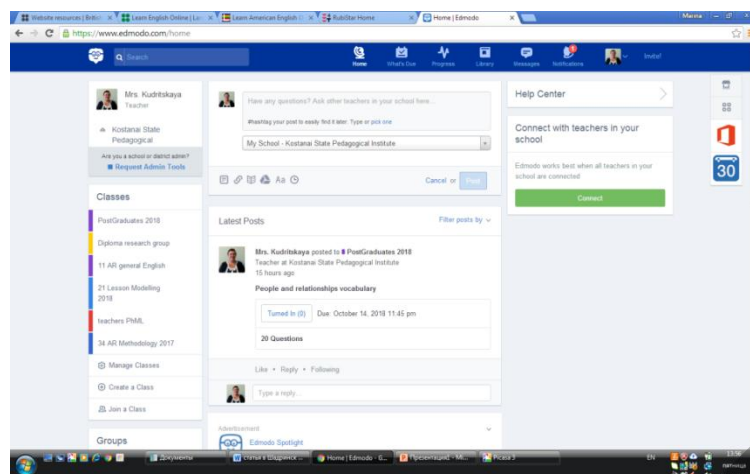 Website resources | British
Learn English Online | 
Learn American English
RubiStar Home
Home | Edmodo
Marina
https://www.edmodo.com/home
Search
Home
What's Due
Progress
Library
Messages
Notifications
Invite!
Mrs. Kudritskaya
Teacher
Kostanai State
Pedagogical
Are you a school or district admin?
Request Admin Tools
Classes
PostGraduates 2018
Diploma research group
11 AR general English
21 Lesson Modelling
2018
teachers PhML
34 AR Methodology 2017
Manage Classes
Create a Class
Join a Class
Groups
Have any questions? Ask other teachers in your school here...
#hashtag your post to easily find it later. Type or pick one
My School - Kostanai State Pedagogical Institute
Aa
Cancel or Post
Latest Posts
Filter posts by
Mrs. Kudritskaya posted to PostGraduates 2018
Teacher at Kostanai State Pedagogical Institute
15 hours ago
People and relationships vocabulary
Turned In (0)
Due: October 14, 2018 11:45 pm
20 Questions
Like • Reply • Following
Type a reply...
Advertisement
Edmodo Spotlight
Help Center
Connect with teachers in your
school
Edmodo works best when all teachers in your
school are connected
Connect
30
Документы
статья в Шадринск ...
Home | Edmodo - G...
Презентация1 - Mi...
Picasa 3
EN
13:56
пятница